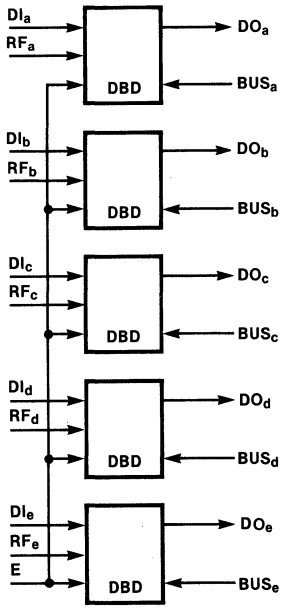 DIa DOa
RFa
DBD BUSa
DIb DOb
RFb
DBD BUSb
DIc DOc
RFc
DBD BUSc
DId DOd
RFd
DBD BUSd
DIe DOe
RFe
E DBD BUSe